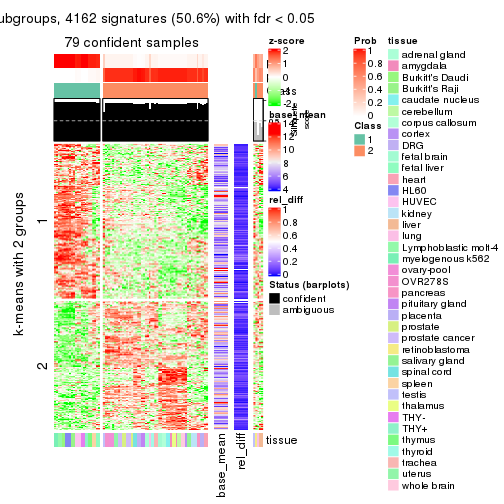 ubgroups, 4162 signatures (50.6%) with fdr < 0.05
79 confident samples
k-means with 2 groups
1
2
base_mean
rel_diff
tissue
z-score
2
1
0
-1
-2
base_mean
14
12
10
8
6
4
rel_diff
1
0.8
0.6
0.4
0.2
0
Status (barplots)
confident
ambiguous
Prob
1
0.8
0.6
0.4
0.2
0
Class
1
2
tissue
adrenal gland
amygdala
Burkitt's Daudi
Burkitt's Raji
caudate nucleus
cerebellum
corpus callosum
cortex
DRG
fetal brain
fetal liver
heart
HL60
HUVEC
kidney
liver
lung
Lymphoblastic molt-4
myelogenous k562
ovary-pool
OVR278S
pancreas
pituitary gland
placenta
prostate
prostate cancer
retinoblastoma
salivary gland
spinal cord
spleen
testis
thalamus
THY-
THY+
thymus
thyroid
trachea
uterus
whole brain